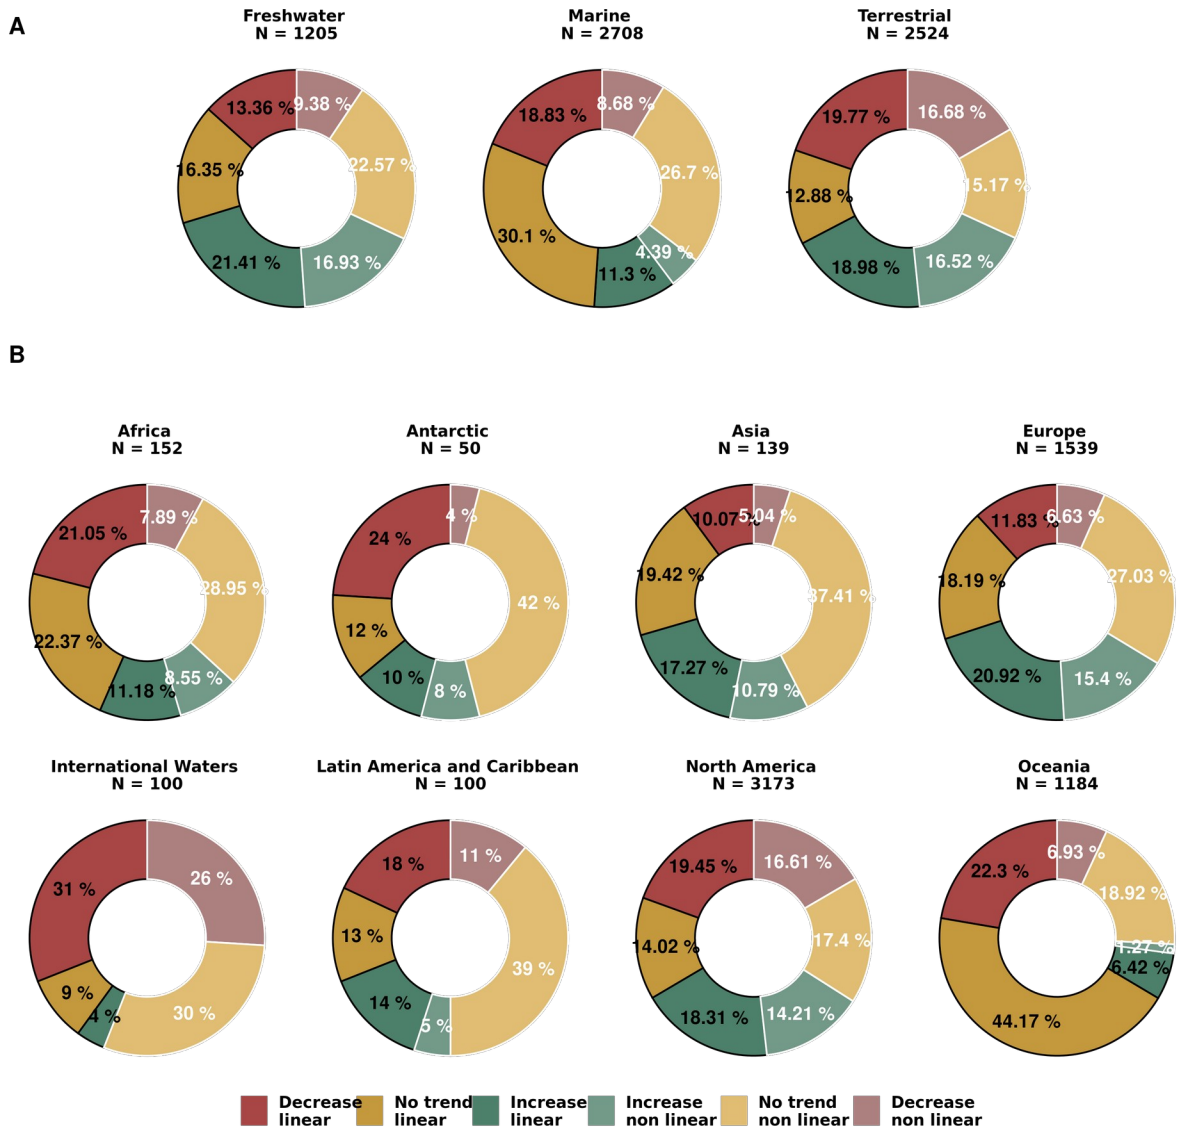 A
Freshwater
N = 1205
Marine
N = 2708
Terrestrial
N = 2524
13.36 %
9.38 %
16.35 %
22.57 %
21.41 %
16.93 %
18.83 %
8.68 %
26.7 %
30.1 %
4.39 %
11.3 %
19.77 %
16.68 %
12.88 %
15.17 %
18.98 %
16.52 %
B
Africa
N = 152
Antarctic
N = 50
Asia
N = 139
Europe
N = 1539
21.05 %
7.89 %
28.95 %
22.37 %
11.18 %
8.55 %
24 %
4 %
42 %
12 %
10 %
8 %
10.07 %
5.04 %
19.42 %
37.41 %
17.27 %
10.79 %
11.83 %
6.63 %
18.19 %
27.03 %
20.92 %
15.4 %
International Waters
N = 100
Latin America and Caribbean
N = 100
North America
N = 3173
Oceania
N = 1184
31 %
26 %
9 %
4 %
30 %
18 %
11 %
13 %
39 %
14 %
5 %
19.45 %
16.61 %
14.02 %
17.4 %
18.31 %
14.21 %
22.3 %
6.93 %
18.92 %
1.27 %
6.42 %
44.17 %
Decrease
linear
No trend
linear
Increase
linear
Increase
non linear
No trend
non linear
Decrease
non linear